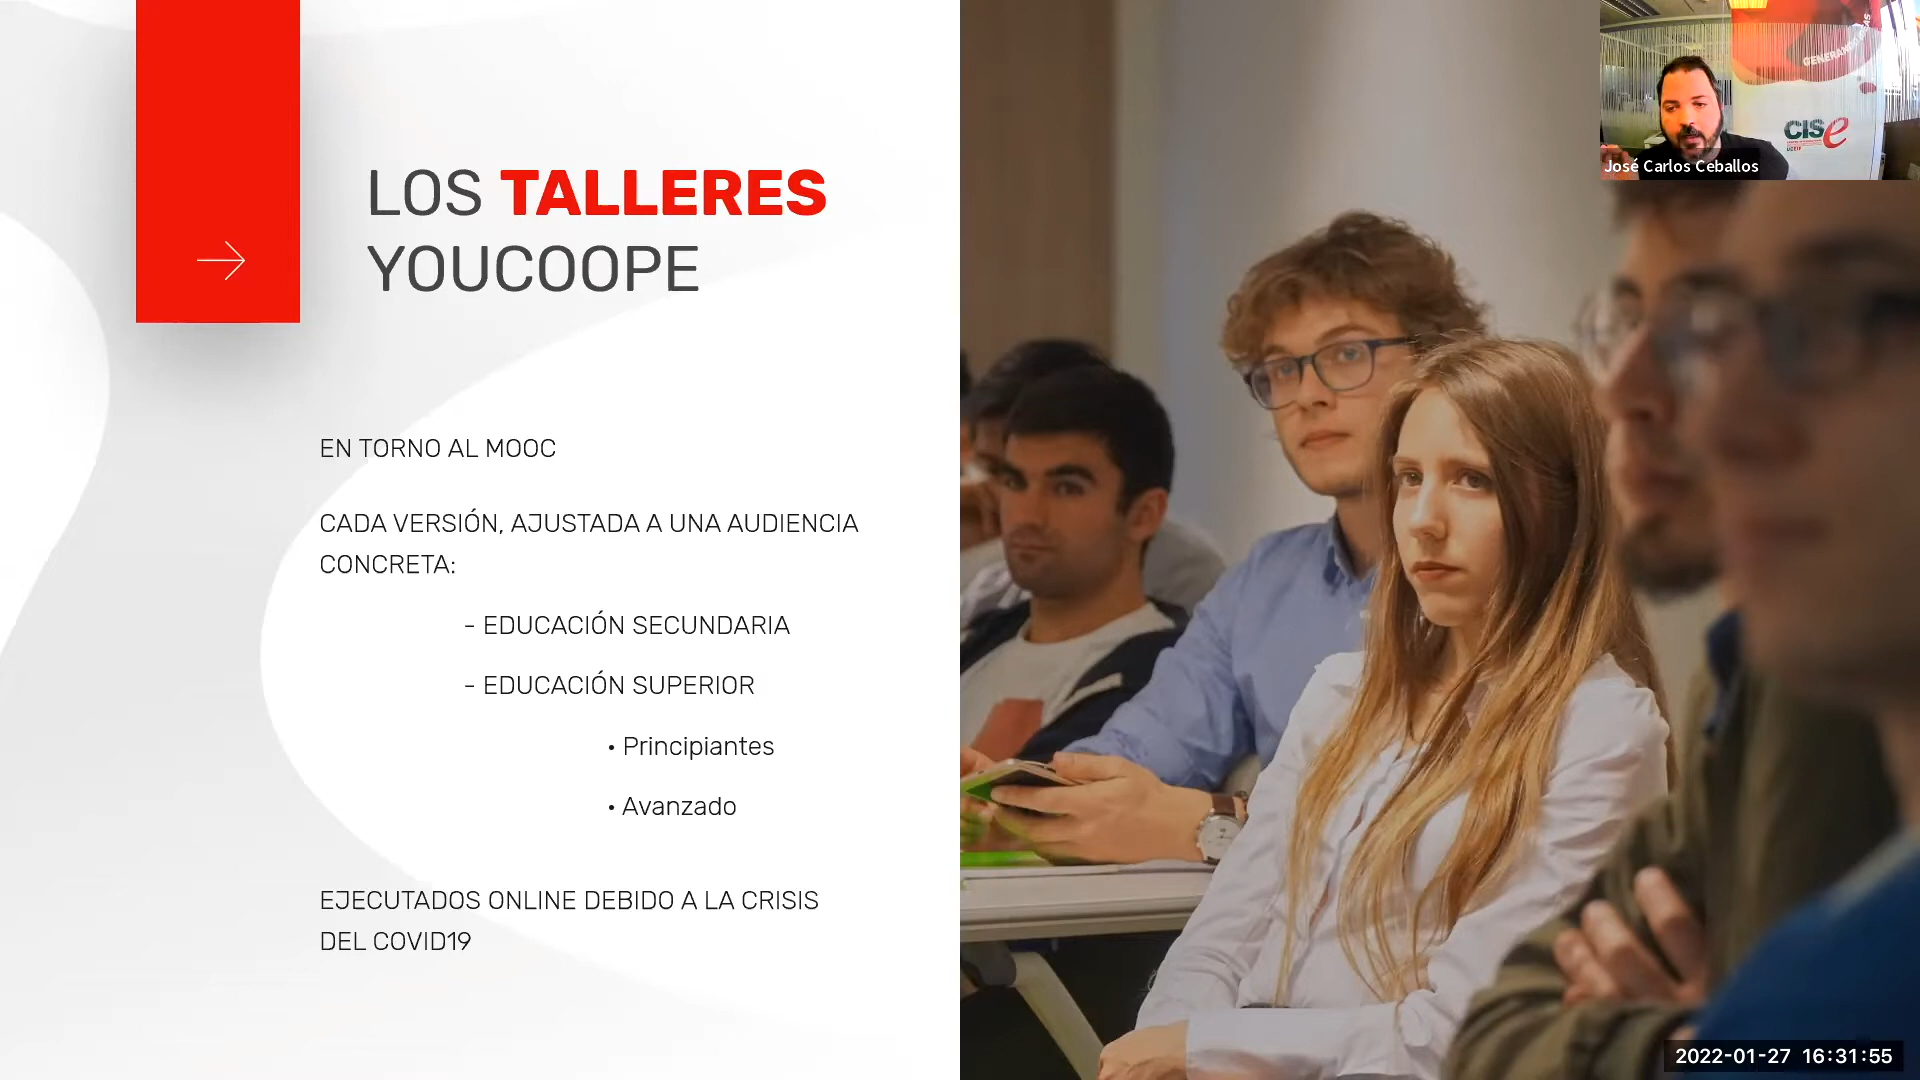 LOS TALLERES
YOUCOOPE
EN TORNO AL MOOC
CADA VERSIÓN, AJUSTADA A UNA AUDIENCIA
CONCRETA:
- EDUCACIÓN SECUNDARIA
- EDUCACIÓN SUPERIOR
• Principiantes
• Avanzado
EJECUTADOS ONLINE DEBIDO A LA CRISIS
DEL COVID19
CISe
UCEIF
José Carlos Ceballos
2022-01-27 16:31:55